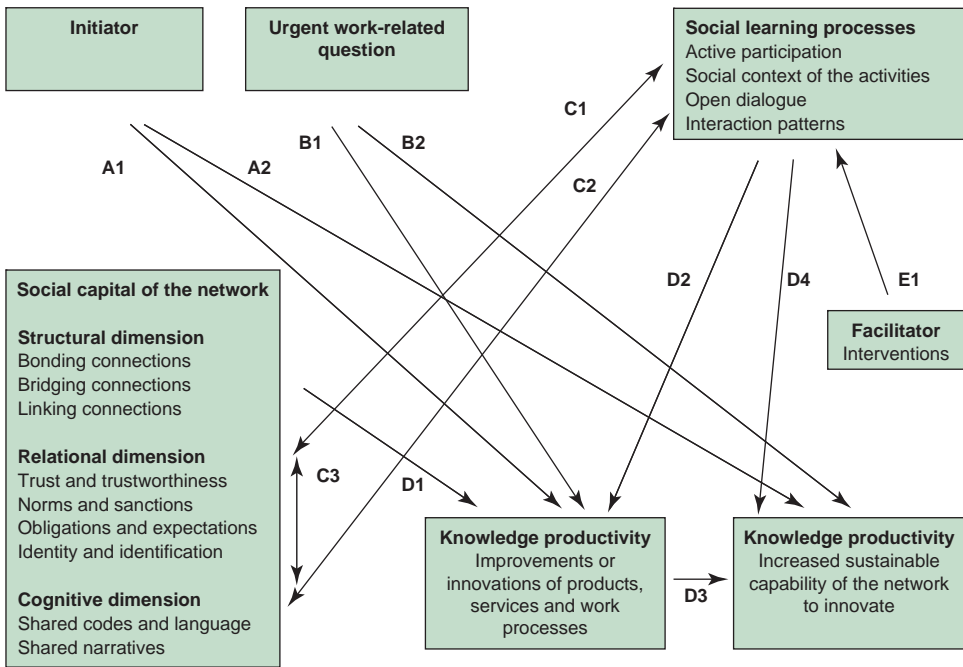 Initiator
Urgent work-related
question
Social learning processes
Active participation
Social context of the activities
Open dialogue
Interaction patterns
A1
A2
B1
B2
C1
C2
D2
D4
E1
Facilitator
Interventions
Social capital of the network
Structural dimension
Bonding connections
Bridging connections
Linking connections
Relational dimension
Trust and trustworthiness
Norms and sanctions
Obligations and expectations
Identity and identification
Cognitive dimension
Shared codes and language
Shared narratives
C3
D1
Knowledge productivity
Improvements or
innovations of products,
services and work
processes
D3
Knowledge productivity
Increased sustainable
capability of the network
to innovate